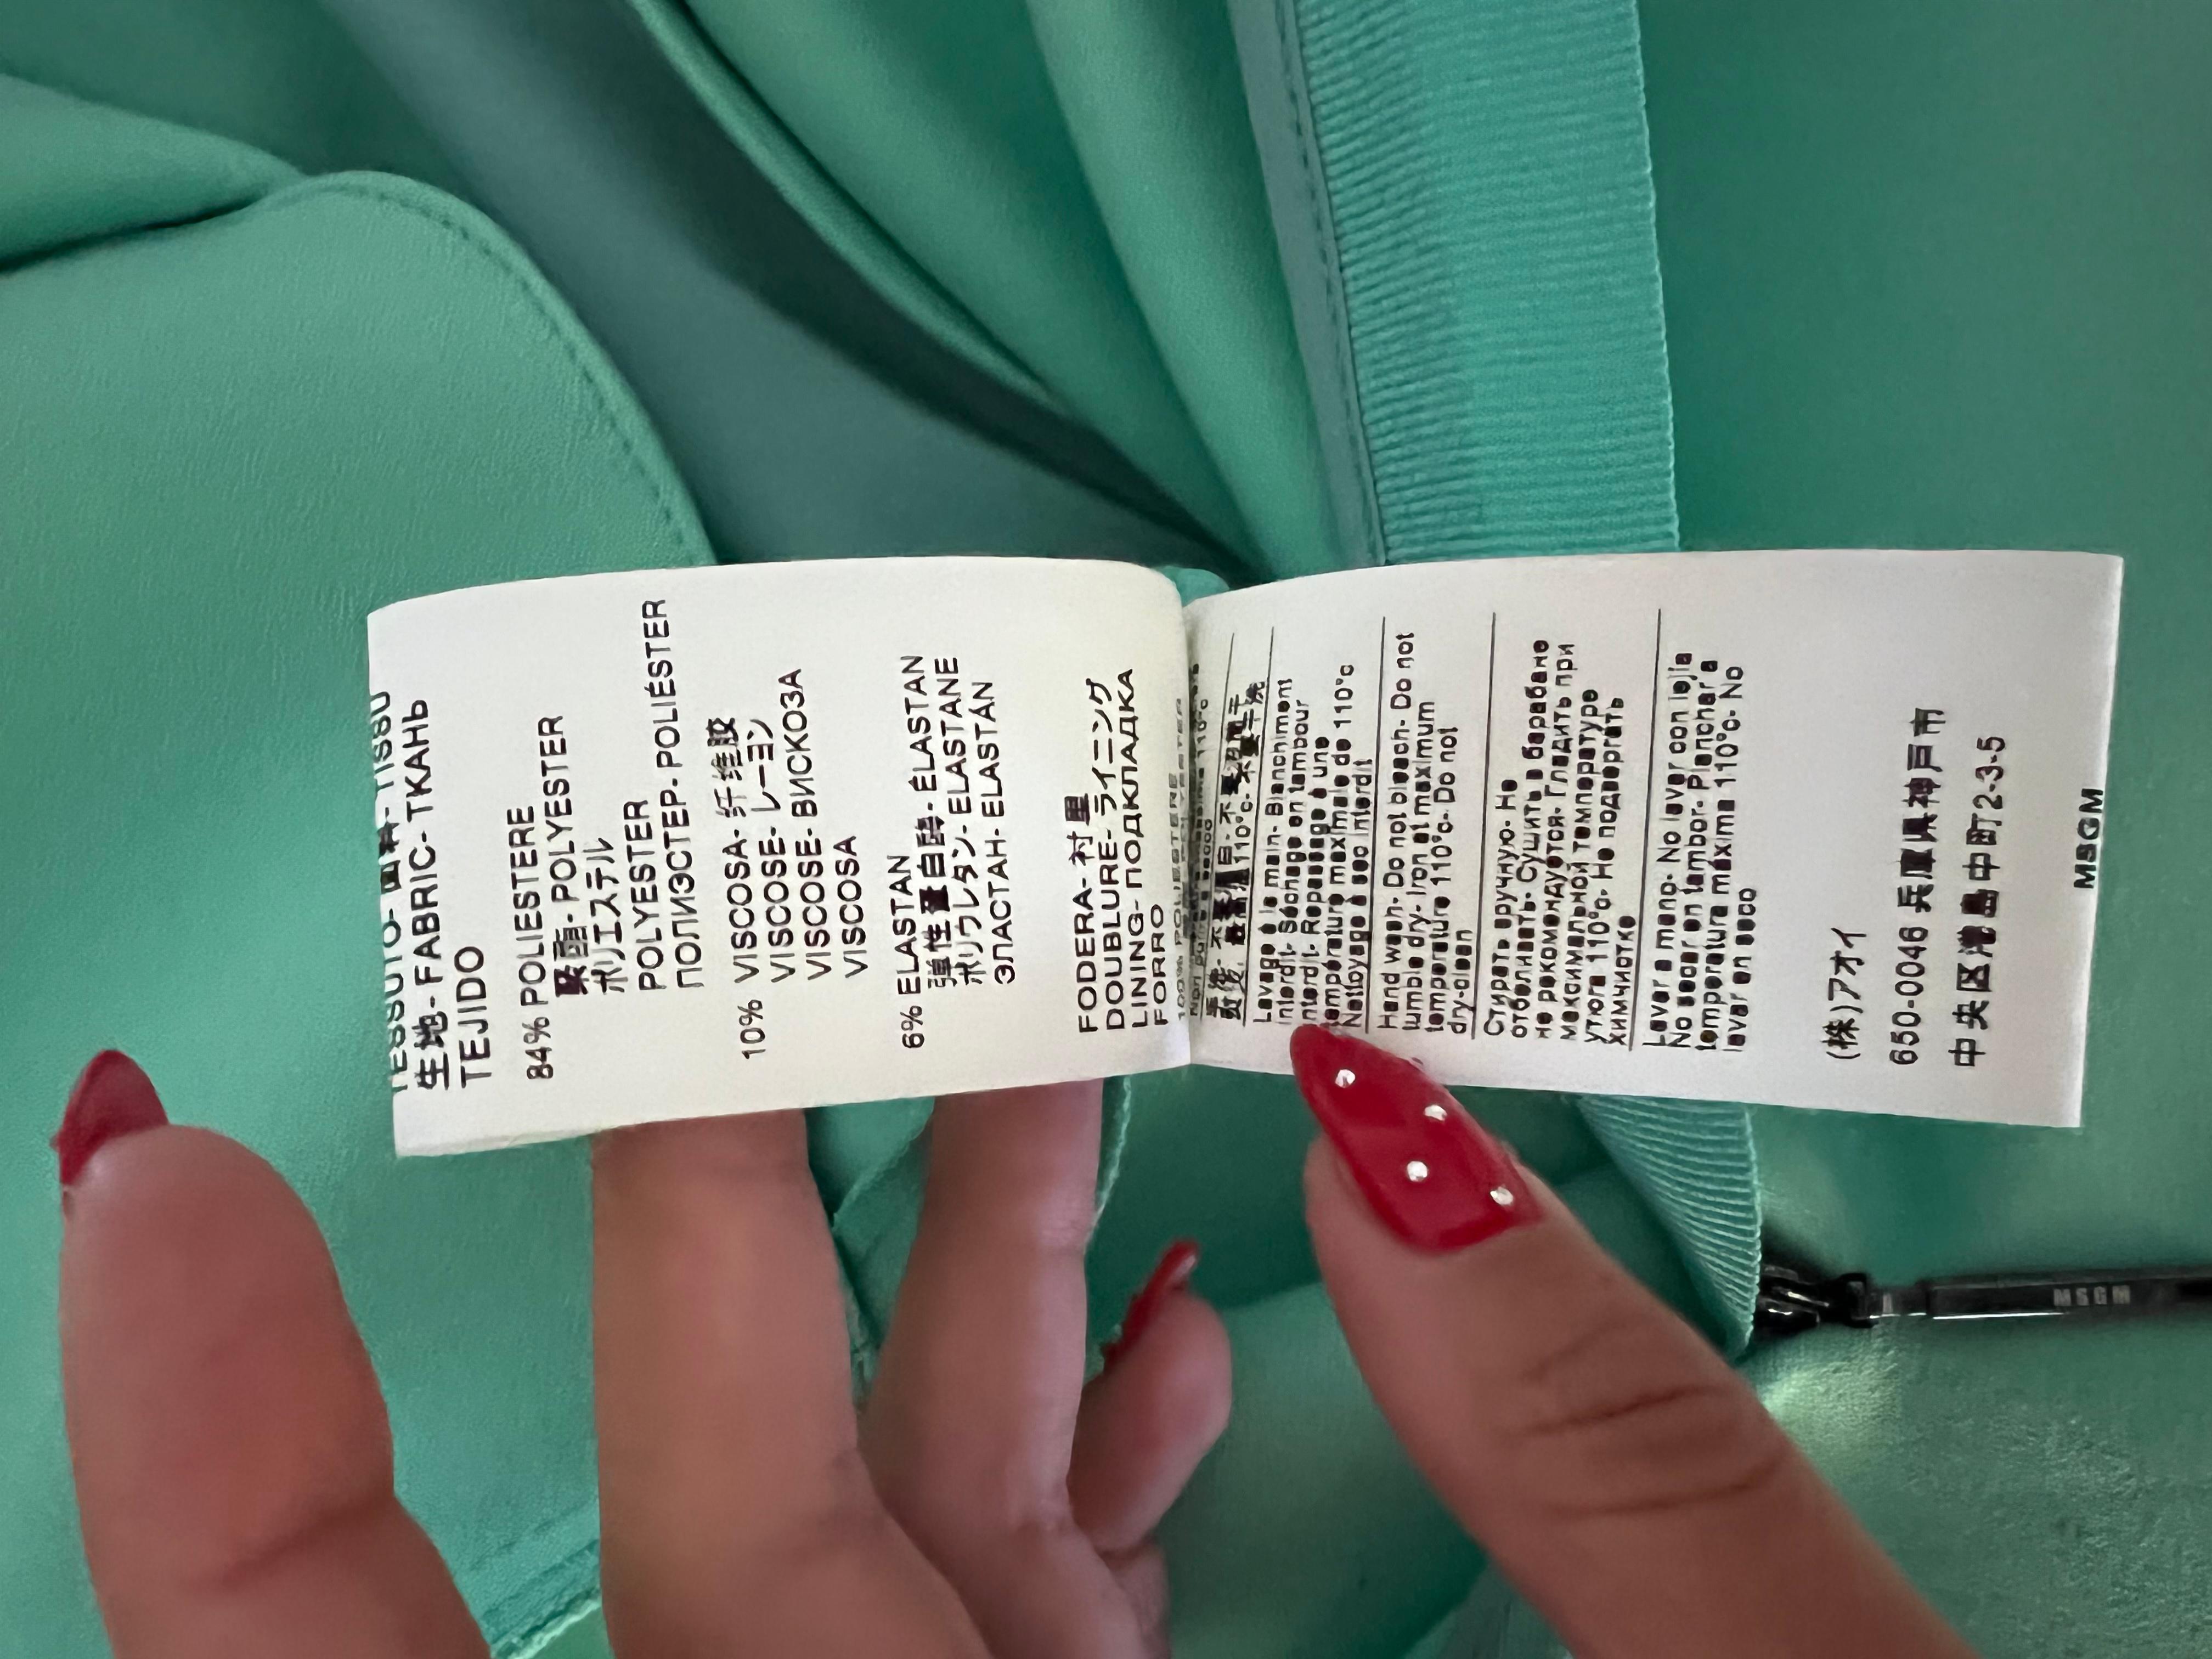 TESSUTO- 面料- TISSU
生地- FABRIC- ТКАНЬ
TEJIDO
84% POLIESTERE
聚酯- POLYESTER
ポリエステル
POLYESTER
ПОЛИЭСТЕР- POLIÉSTER
10% VISCOSA- 纤维胶
VISCOSE- レーヨン
VISCOSE- ВИСКОЗА
VISCOSA
6% ELASTAN
弾性 自 - ÉLASTAN
ポリウレタン- ELASTANE
ЭЛАСТАН- ELASTÁN
FODERA- 衬里
DOUBLURE- ライニング
LINING- ПОДКЛАДКА
FORRO
100% POLIESTERE
110°c- 不
Lavage à la main- Blanchiment
interdit- Séchage en tambour
interdit- Repassage à une
température maximale de 110°c
Nettoyage à sec interdit
Hand wash- Do not bleach- Do not
tumble dry- Iron at maximum
temperature 110°c- Do not
dry-clean
Стирать вручную- Не
отбеливать- Сушить в барабане
не рекомендуется- Гладить при
максимальной температуре
утюга 110°c- Не подвергать
химчистке
Lavar a mano- No lavar con lejía
No secar en tambor- Planchar a
temperatura máxima 110°c- No
lavar en seco
(株)アオイ
650-0046 兵庫県神戸市
中央区港島中町2-3-5
MSGM
MSGM